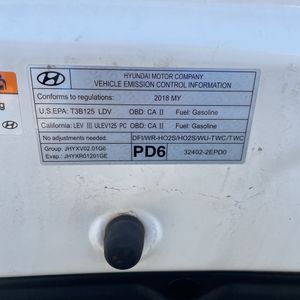 HYUNDAI MOTOR COMPANY
VEHICLE EMISSION CONTROL INFORMATION
Conforms to regulations: 2018 MY
U.S.EPA: T3B125 LDV OBD: CA II Fuel: Gasoline
California: LEV III ULEV125 PC OBD: CA II Fuel: Gasoline
No adjustments needed. DFI/WR-HO2S/HO2S/WU-TWC/TWC
Group: JHYXV02.01G6
Evap: JHYXR01201GE
PD6
32402-2EPD0